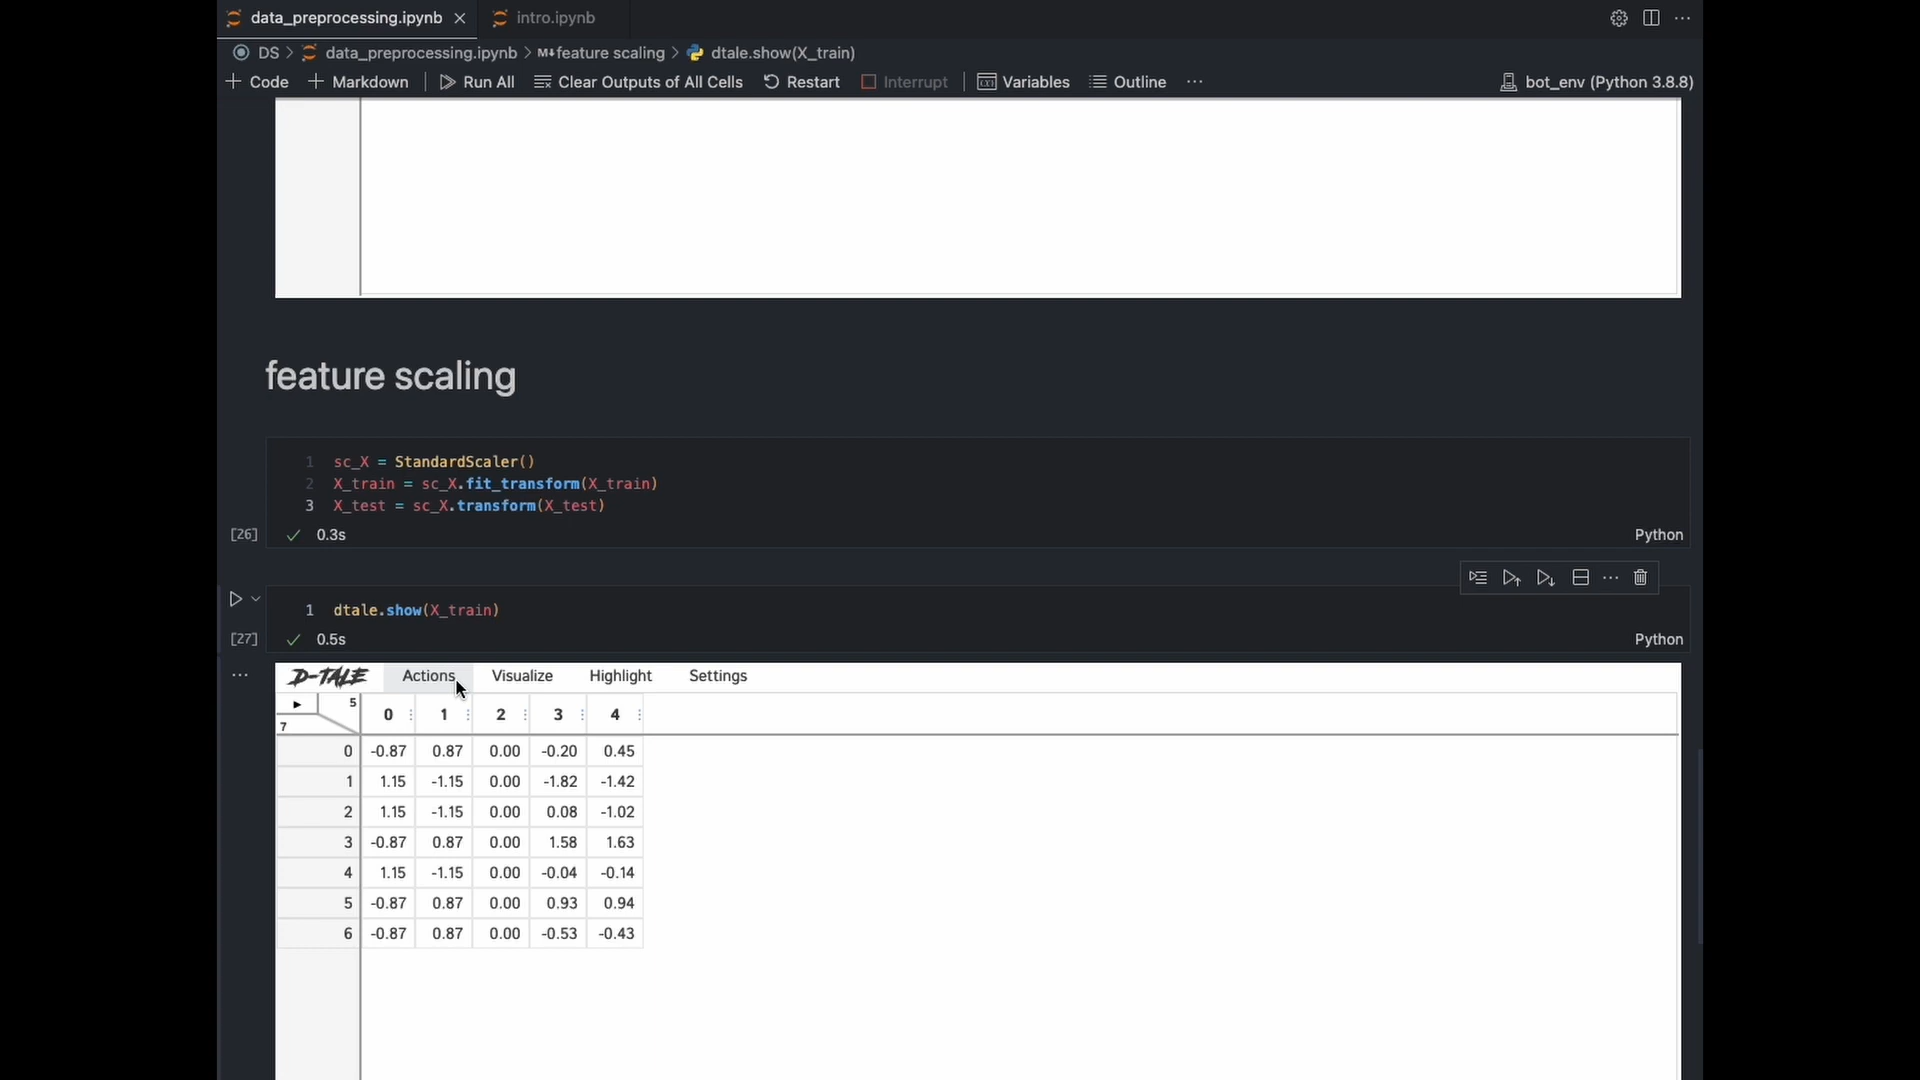 data_preprocessing.ipynb intro.ipynb
DS > data_preprocessing.ipynb > M↓feature scaling > dtale.show(X_train)
+ Code + Markdown Run All Clear Outputs of All Cells Restart Interrupt Variables Outline ... bot_env (Python 3.8.8)
feature scaling
1 sc_X = StandardScaler()
2 X_train = sc_X.fit_transform(X_train)
3 X_test = sc_X.transform(X_test)
[26] 0.3s Python
1 dtale.show(X_train)
[27] 0.5s Python
D-TALE Actions Visualize Highlight Settings
5
7
0 1 2 3 4
0 -0.87 0.87 0.00 -0.20 0.45
1 1.15 -1.15 0.00 -1.82 -1.42
2 1.15 -1.15 0.00 0.08 -1.02
3 -0.87 0.87 0.00 1.58 1.63
4 1.15 -1.15 0.00 -0.04 -0.14
5 -0.87 0.87 0.00 0.93 0.94
6 -0.87 0.87 0.00 -0.53 -0.43